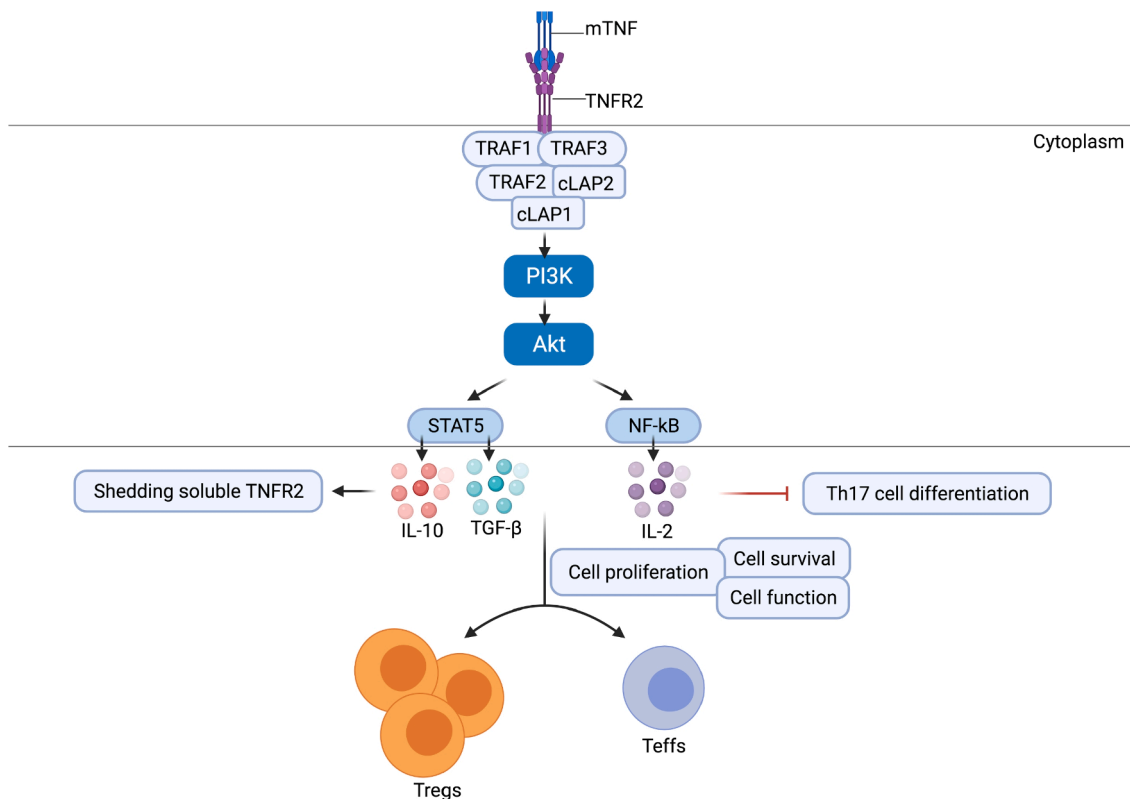 mTNF
TNFR2
Cytoplasm
TRAF1
TRAF3
TRAF2
cLAP2
cLAP1
PI3K
Akt
STAT5
NF-kB
Shedding soluble TNFR2
IL-10
TGF-β
IL-2
Th17 cell differentiation
Cell proliferation
Cell survival
Cell function
Tregs
Teffs